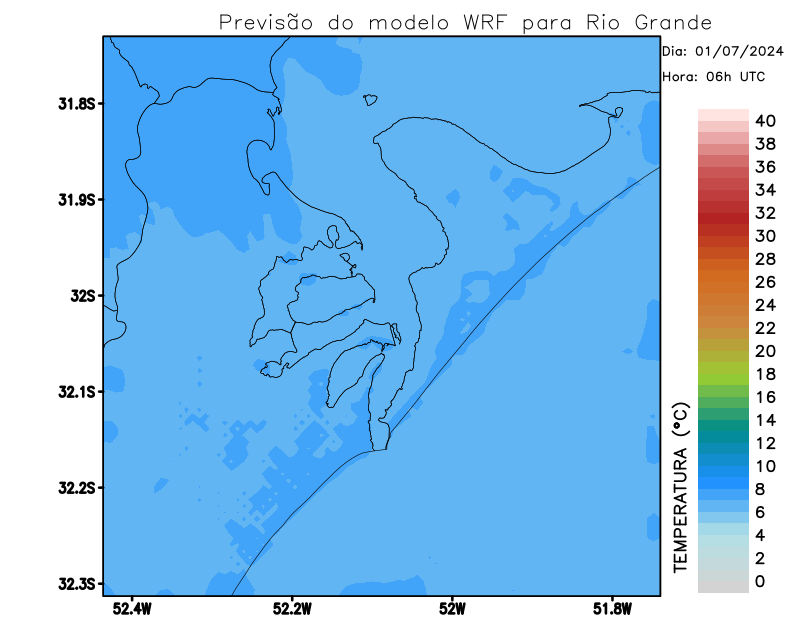 Previsão do modelo WRF para Rio Grande
Dia: 01/07/2024
Hora: 06h UTC
31.8S
31.9S
32S
32.1S
32.2S
32.3S
52.4W
52.2W
52W
51.8W
TEMPERATURA (°C)
40
38
36
34
32
30
28
26
24
22
20
18
16
14
12
10
8
6
4
2
0